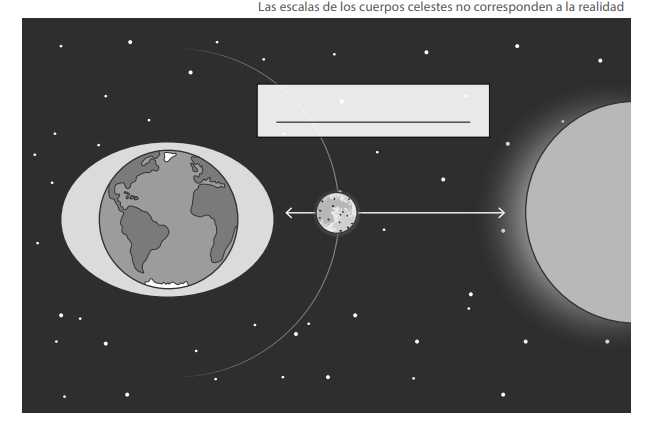 Las escalas de los cuerpos celestes no corresponden a la realidad